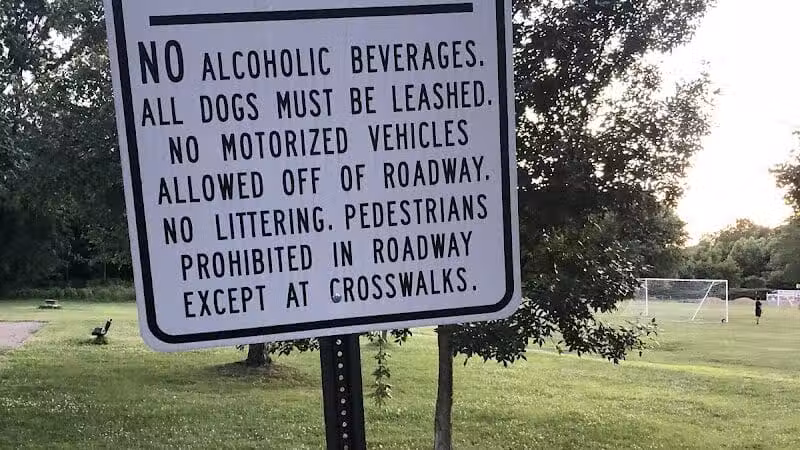 NO ALCOHOLIC BEVERAGES.
ALL DOGS MUST BE LEASHED.
NO MOTORIZED VEHICLES
ALLOWED OFF OF ROADWAY.
NO LITTERING. PEDESTRIANS
PROHIBITED IN ROADWAY
EXCEPT AT CROSSWALKS.